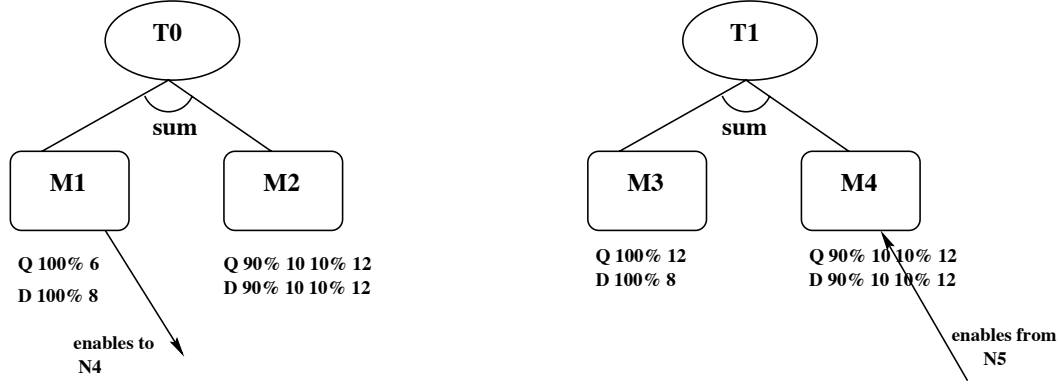 T0
T1
sum
sum
M1
M2
M3
M4
Q 100% 6
D 100% 8
Q 90% 10 10% 12
D 90% 10 10% 12
Q 100% 12
D 100% 8
Q 90% 10 10% 12
D 90% 10 10% 12
enables to
N4
enables from
N5